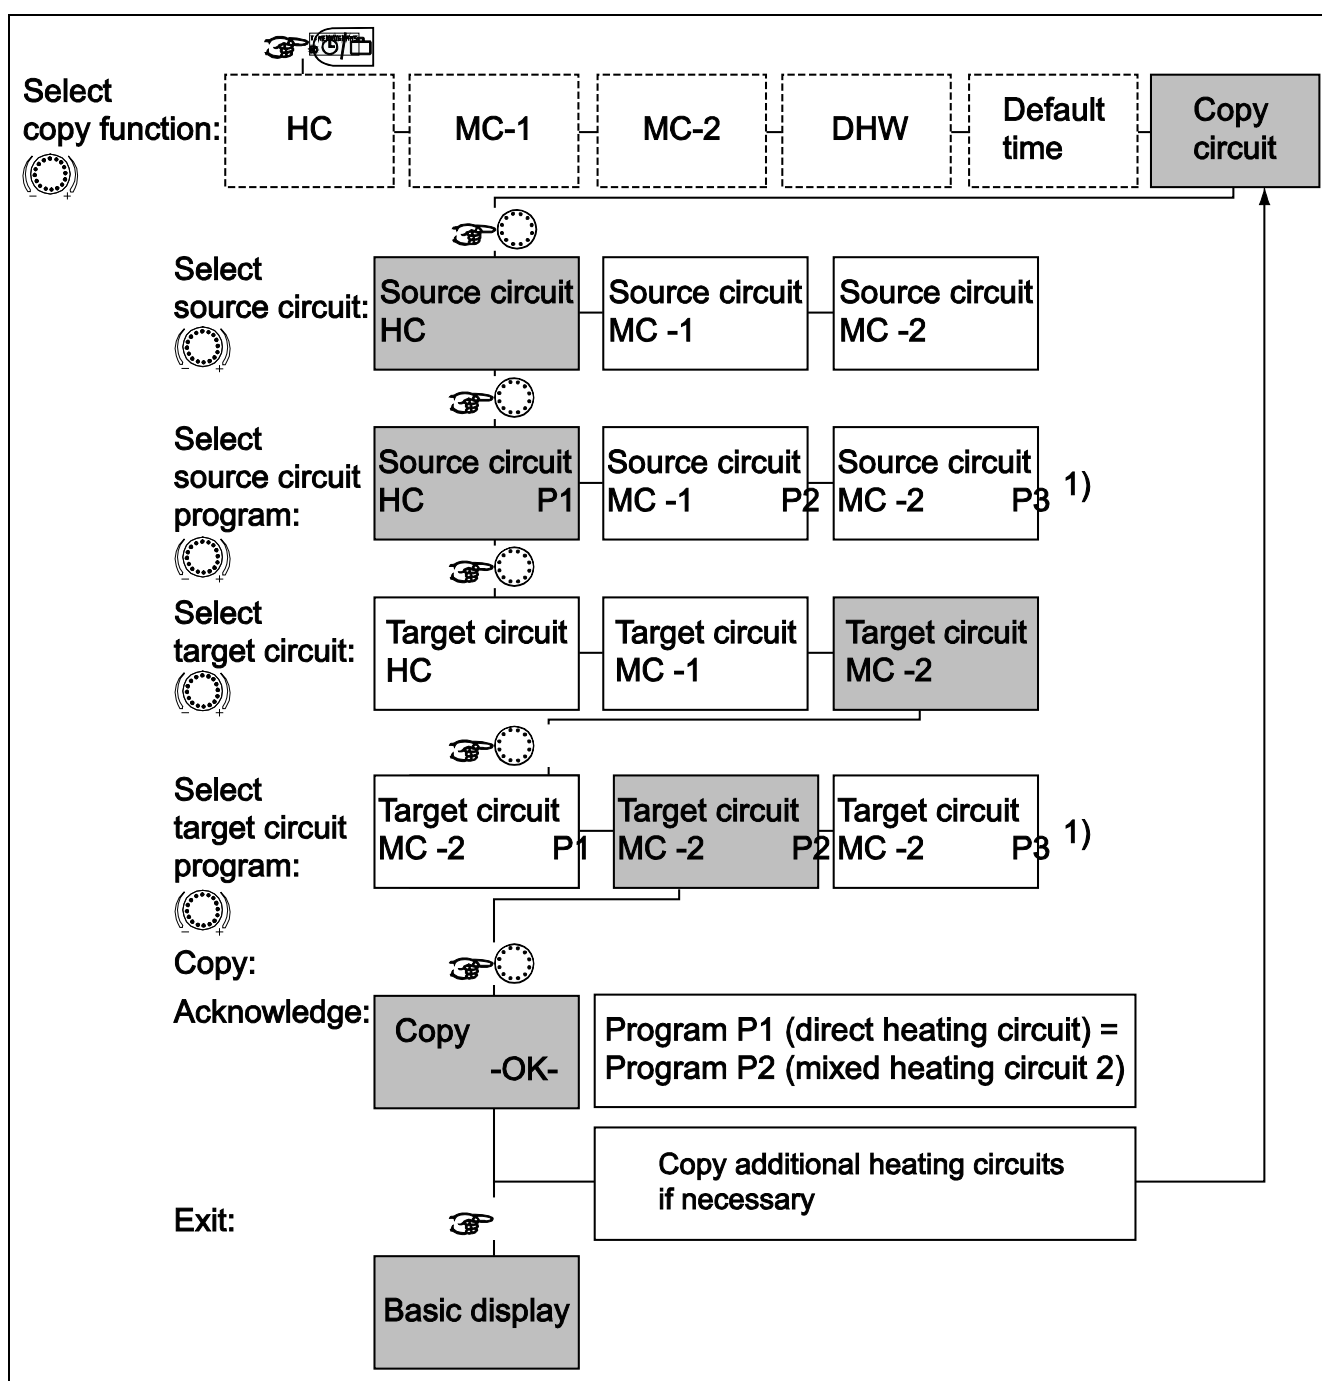 Select
copy function:
HC
MC-1
MC-2
DHW
Default
time
Copy
circuit
- +
Select
source circuit:
Source circuit
HC
Source circuit
MC -1
Source circuit
MC -2
- +
Select
source circuit
program:
Source circuit
HC P1
Source circuit
MC -1 P2
Source circuit
MC -2 P3
1)
- +
Select
target circuit:
Target circuit
HC
Target circuit
MC -1
Target circuit
MC -2
- +
Select
target circuit
program:
Target circuit
MC -2 P1
Target circuit
MC -2 P2
Target circuit
MC -2 P3
1)
- +
Copy:
Acknowledge:
Copy
-OK-
Program P1 (direct heating circuit) =
Program P2 (mixed heating circuit 2)
Copy additional heating circuits
if necessary
Exit:
Basic display